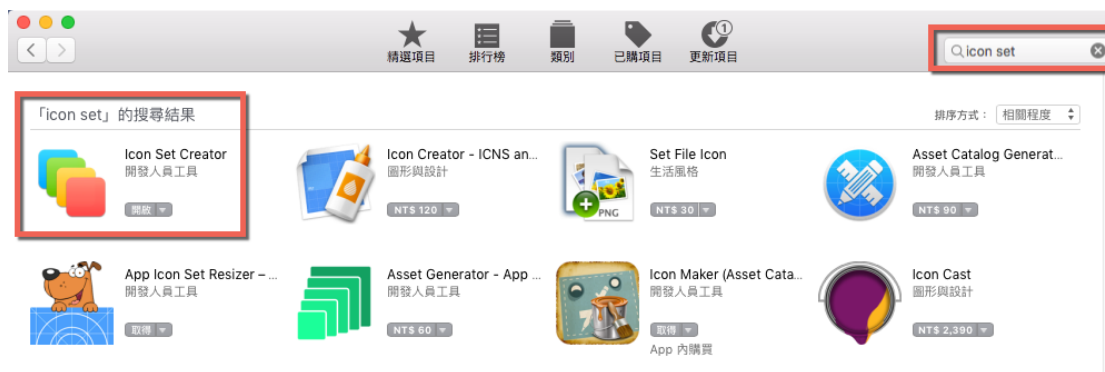 精選項目
排行榜
類別
已購項目
1
更新項目
icon set
「icon set」的搜尋結果
排序方式： 相關程度
Icon Set Creator
開發人員工具
開啟
Icon Creator - ICNS an...
圖形與設計
NT$ 120
Set File Icon
生活風格
NT$ 30
PNG
Asset Catalog Generat...
開發人員工具
NT$ 90
App Icon Set Resizer – ...
開發人員工具
取得
Asset Generator - App ...
開發人員工具
NT$ 60
Icon Maker (Asset Cata...
開發人員工具
取得
App 內購買
Icon Cast
圖形與設計
NT$ 2,390